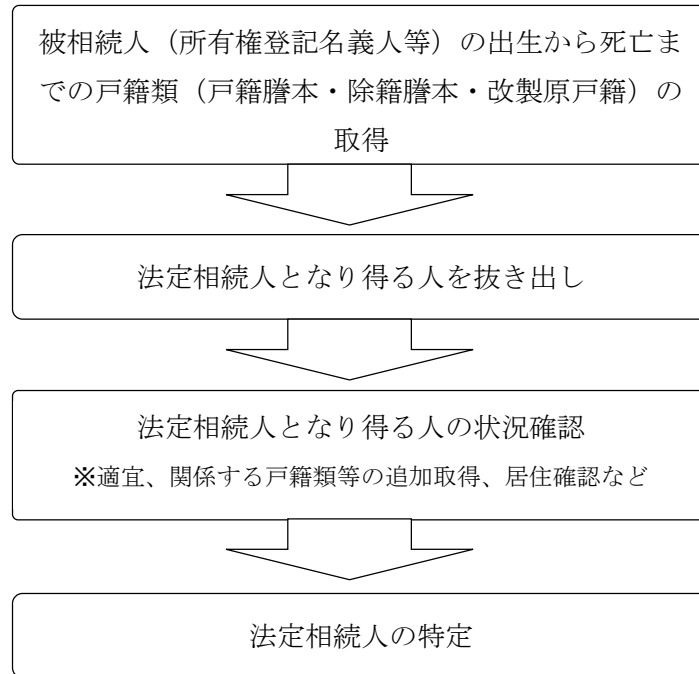 被相続人（所有権登記名義人等）の出生から死亡ま
での戸籍類（戸籍謄本・除籍謄本・改製原戸籍）の
取得
法定相続人となり得る人を抜き出し
法定相続人となり得る人の状況確認
※適宜、関係する戸籍類等の追加取得、居住確認など
法定相続人の特定